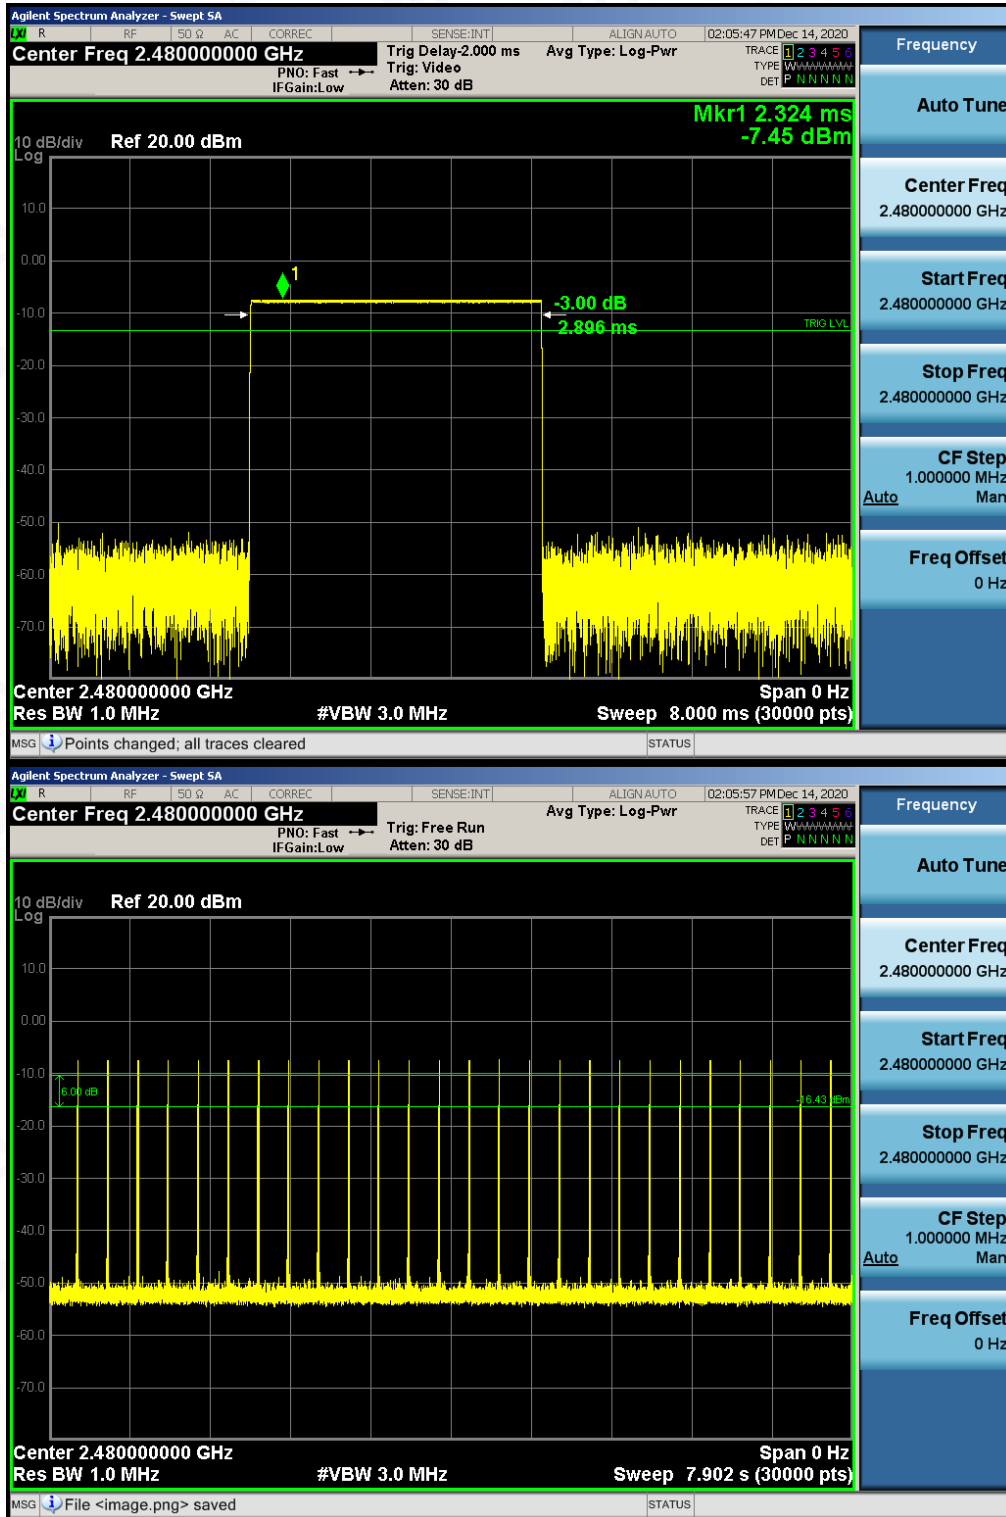 Agilent Spectrum Analyzer - Swept SA
LXI R RF 50 Ω AC CORREC SENSE:INT ALIGN AUTO 02:05:47 PM Dec 14, 2020
Center Freq 2.480000000 GHz
PNO: Fast
IFGain:Low
Trig Delay-2.000 ms
Trig: Video
Atten: 30 dB
Avg Type: Log-Pwr
TRACE 1 2 3 4 5 6
TYPE WWWWWW
DET P N N N N N
Mkr1 2.324 ms
-7.45 dBm
10 dB/div
Log
Ref 20.00 dBm
10.0
0.00
1
-10.0
-3.00 dB
2.896 ms
TRIG LVL
-20.0
-30.0
-40.0
-50.0
-60.0
-70.0
Center 2.480000000 GHz Span 0 Hz
Res BW 1.0 MHz #VBW 3.0 MHz Sweep 8.000 ms (30000 pts)
MSG Points changed; all traces cleared STATUS
Frequency
Auto Tune
Center Freq
2.480000000 GHz
Start Freq
2.480000000 GHz
Stop Freq
2.480000000 GHz
CF Step
1.000000 MHz
Auto Man
Freq Offset
0 Hz
Agilent Spectrum Analyzer - Swept SA
LXI R RF 50 Ω AC CORREC SENSE:INT ALIGN AUTO 02:05:57 PM Dec 14, 2020
Center Freq 2.480000000 GHz
PNO: Fast
IFGain:Low
Trig: Free Run
Atten: 30 dB
Avg Type: Log-Pwr
TRACE 1 2 3 4 5 6
TYPE WWWWWW
DET P N N N N N
10 dB/div
Log
Ref 20.00 dBm
10.0
0.00
-10.0
6.00 dB
-16.43 dBm
-20.0
-30.0
-40.0
-50.0
-60.0
-70.0
Center 2.480000000 GHz Span 0 Hz
Res BW 1.0 MHz #VBW 3.0 MHz Sweep 7.902 s (30000 pts)
MSG File <image.png> saved STATUS
Frequency
Auto Tune
Center Freq
2.480000000 GHz
Start Freq
2.480000000 GHz
Stop Freq
2.480000000 GHz
CF Step
1.000000 MHz
Auto Man
Freq Offset
0 Hz